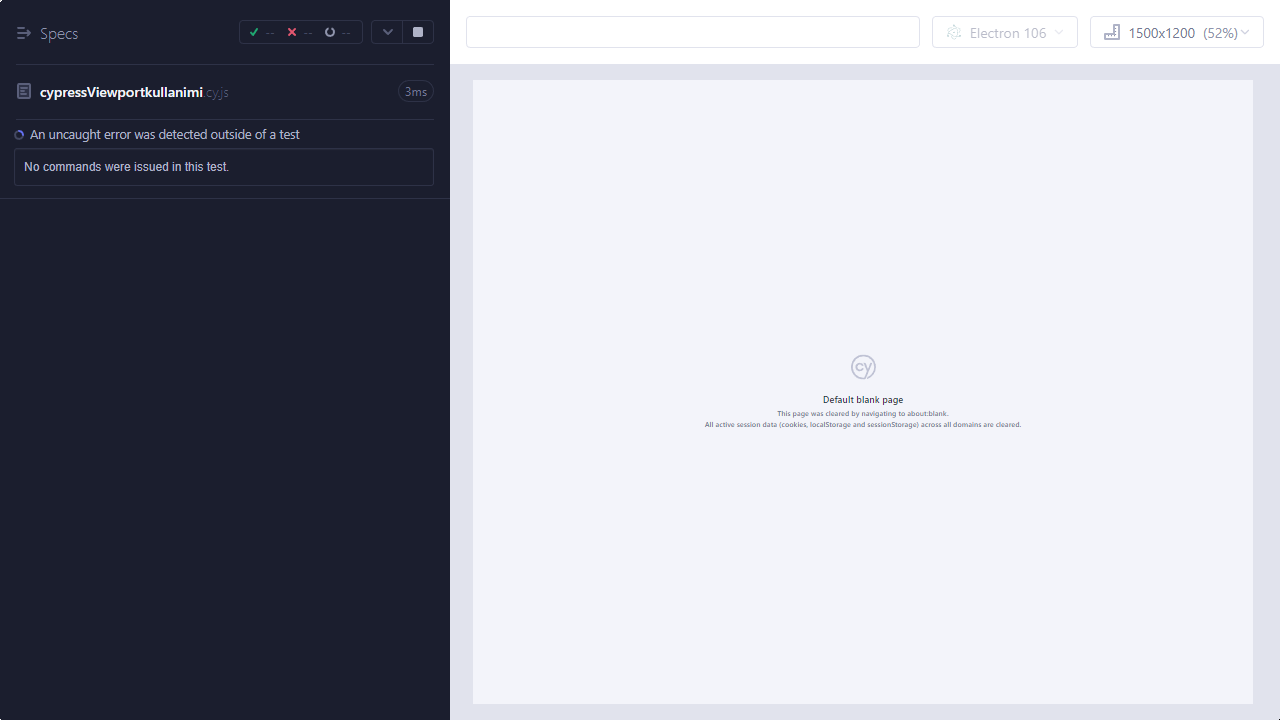 Specs
-- -- --
cypressViewportkullanimi.cy.js
3ms
An uncaught error was detected outside of a test
No commands were issued in this test.
Electron 106
1500x1200 (52%)
cy
Default blank page
This page was cleared by navigating to about:blank.
All active session data (cookies, localStorage and sessionStorage) across all domains are cleared.